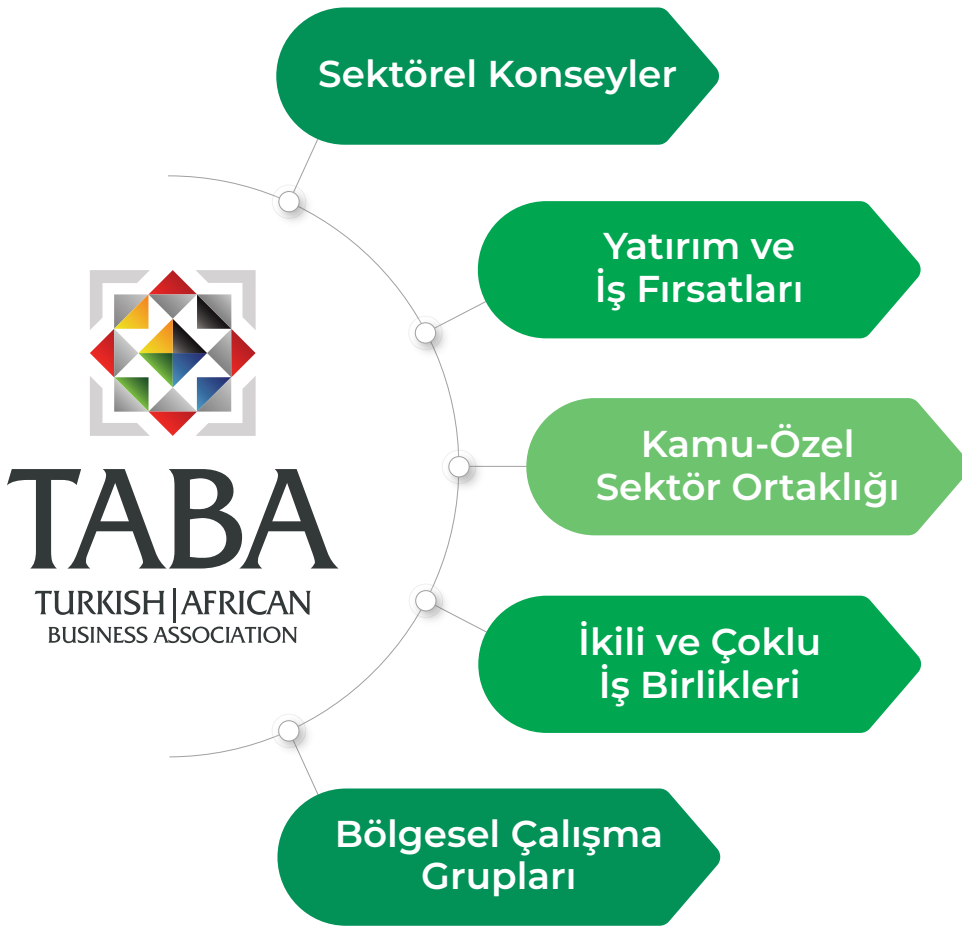 Sektörel Konseyler
Yatırım ve
İş Fırsatları
Kamu-Özel
Sektör Ortaklığı
TABA
TURKISH|AFRICAN
BUSINESS ASSOCIATION
İkili ve Çoklu
İş Birlikleri
Bölgesel Çalışma
Grupları